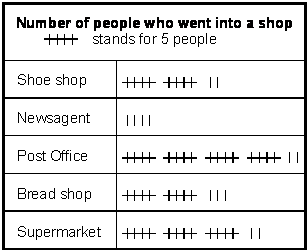 Number of people who went into a shop
stands for 5 people
Shoe shop
Newsagent
Post Office
Bread shop
Supermarket